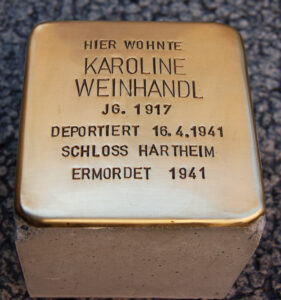 HIER WOHNTE
KAROLINE
WEINHANDL
JG. 1917
DEPORTIERT 16.4.1941
SCHLOSS HARTHEIM
ERMORDET 1941